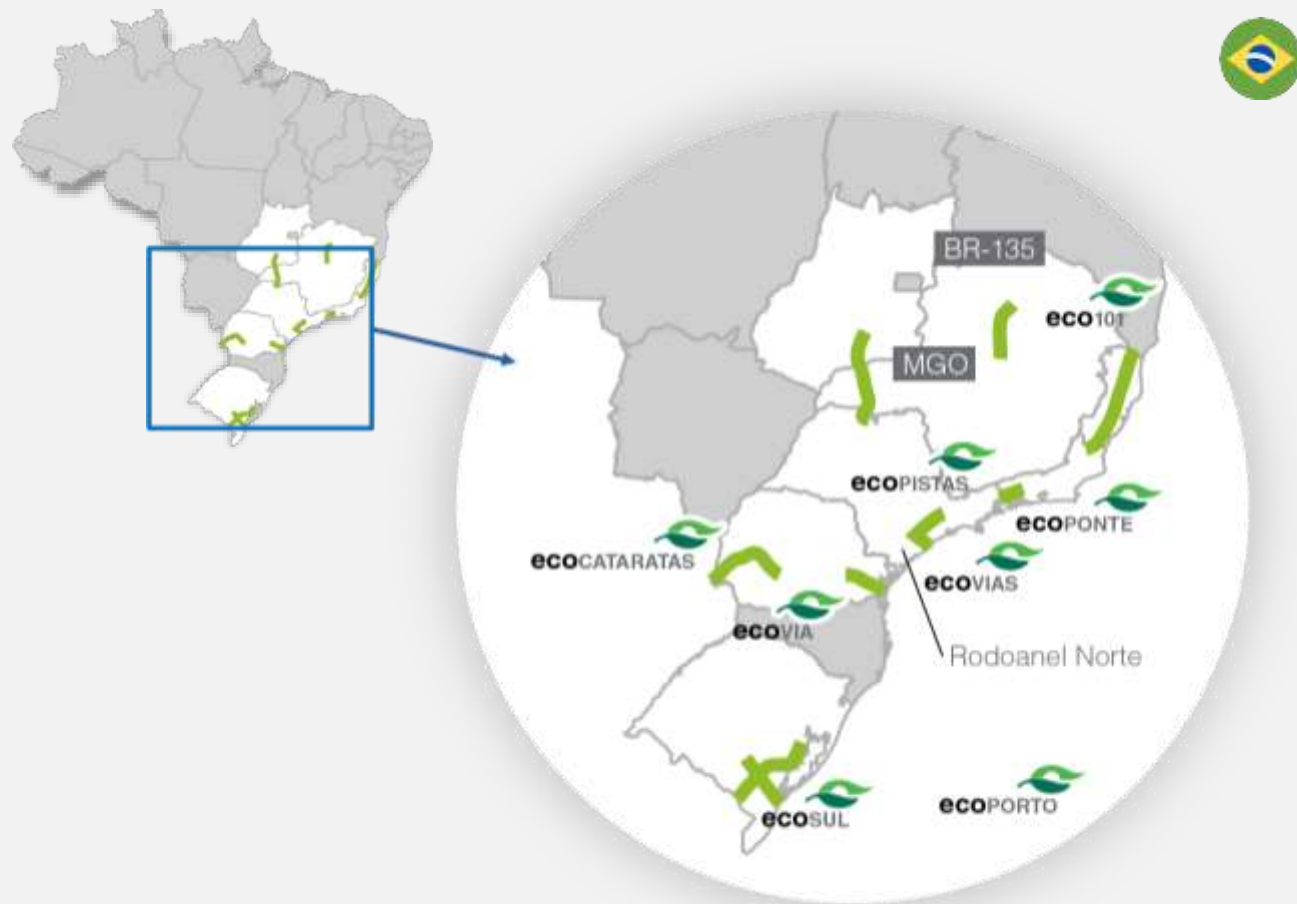 BR-135
eco101
MGO
ecoPISTAS
ecoPONTE
ecoCATARATAS
ecoVIAS
ecoVIA
Rodoanel Norte
ecoSUL
ecoPORTO